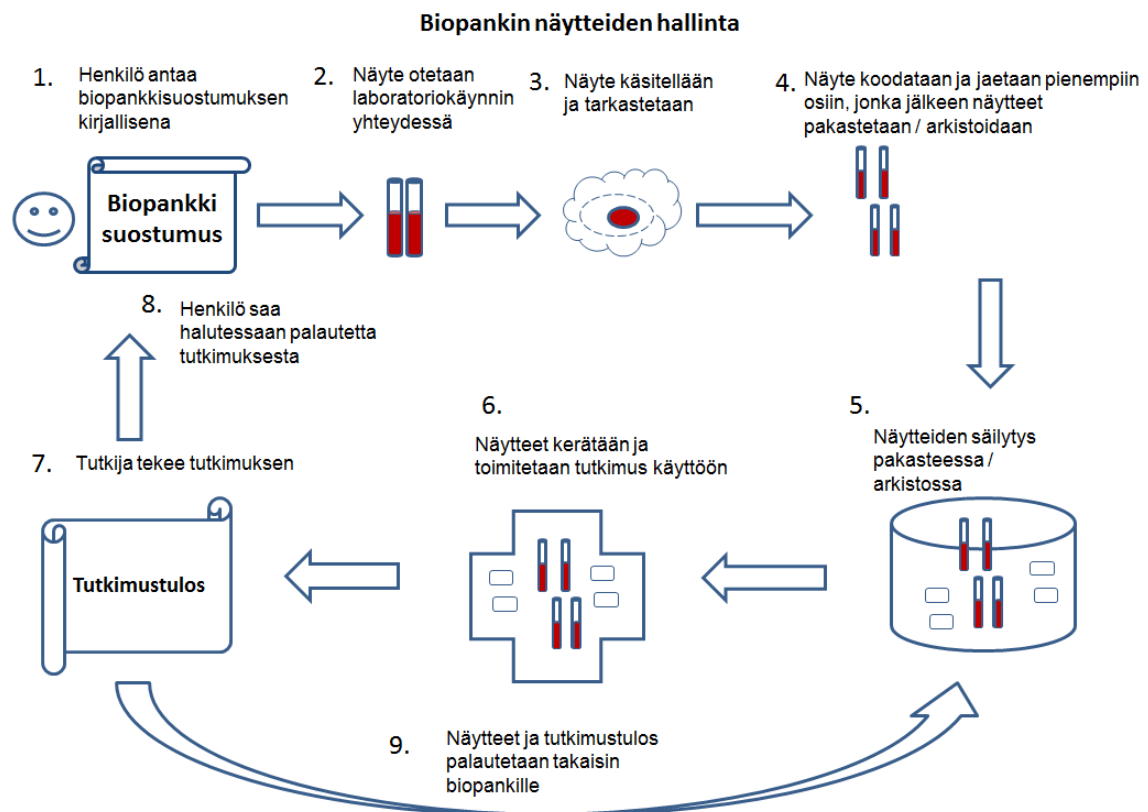 Biopankin näytteiden hallinta
1. Henkilö antaa
biopankkisuostumuksen
kirjallisena
2. Näyte otetaan
laboratoriokäynnin
yhteydessä
3. Näyte käsitellään
ja tarkastetaan
4. Näyte koodataan ja jaetaan pienempiin
osiin, jonka jälkeen näytteet
pakastetaan / arkistoidaan
Biopankki
suostumus
5.
Näytteiden säilytys
pakasteessa /
arkistossa
6.
Näytteet kerätään ja
toimitetaan tutkimus käyttöön
7. Tutkija tekee tutkimuksen
Tutkimustulos
8. Henkilö saa
halutessaan palautetta
tutkimuksesta
9. Näytteet ja tutkimustulos
palautetaan takaisin
biopankille